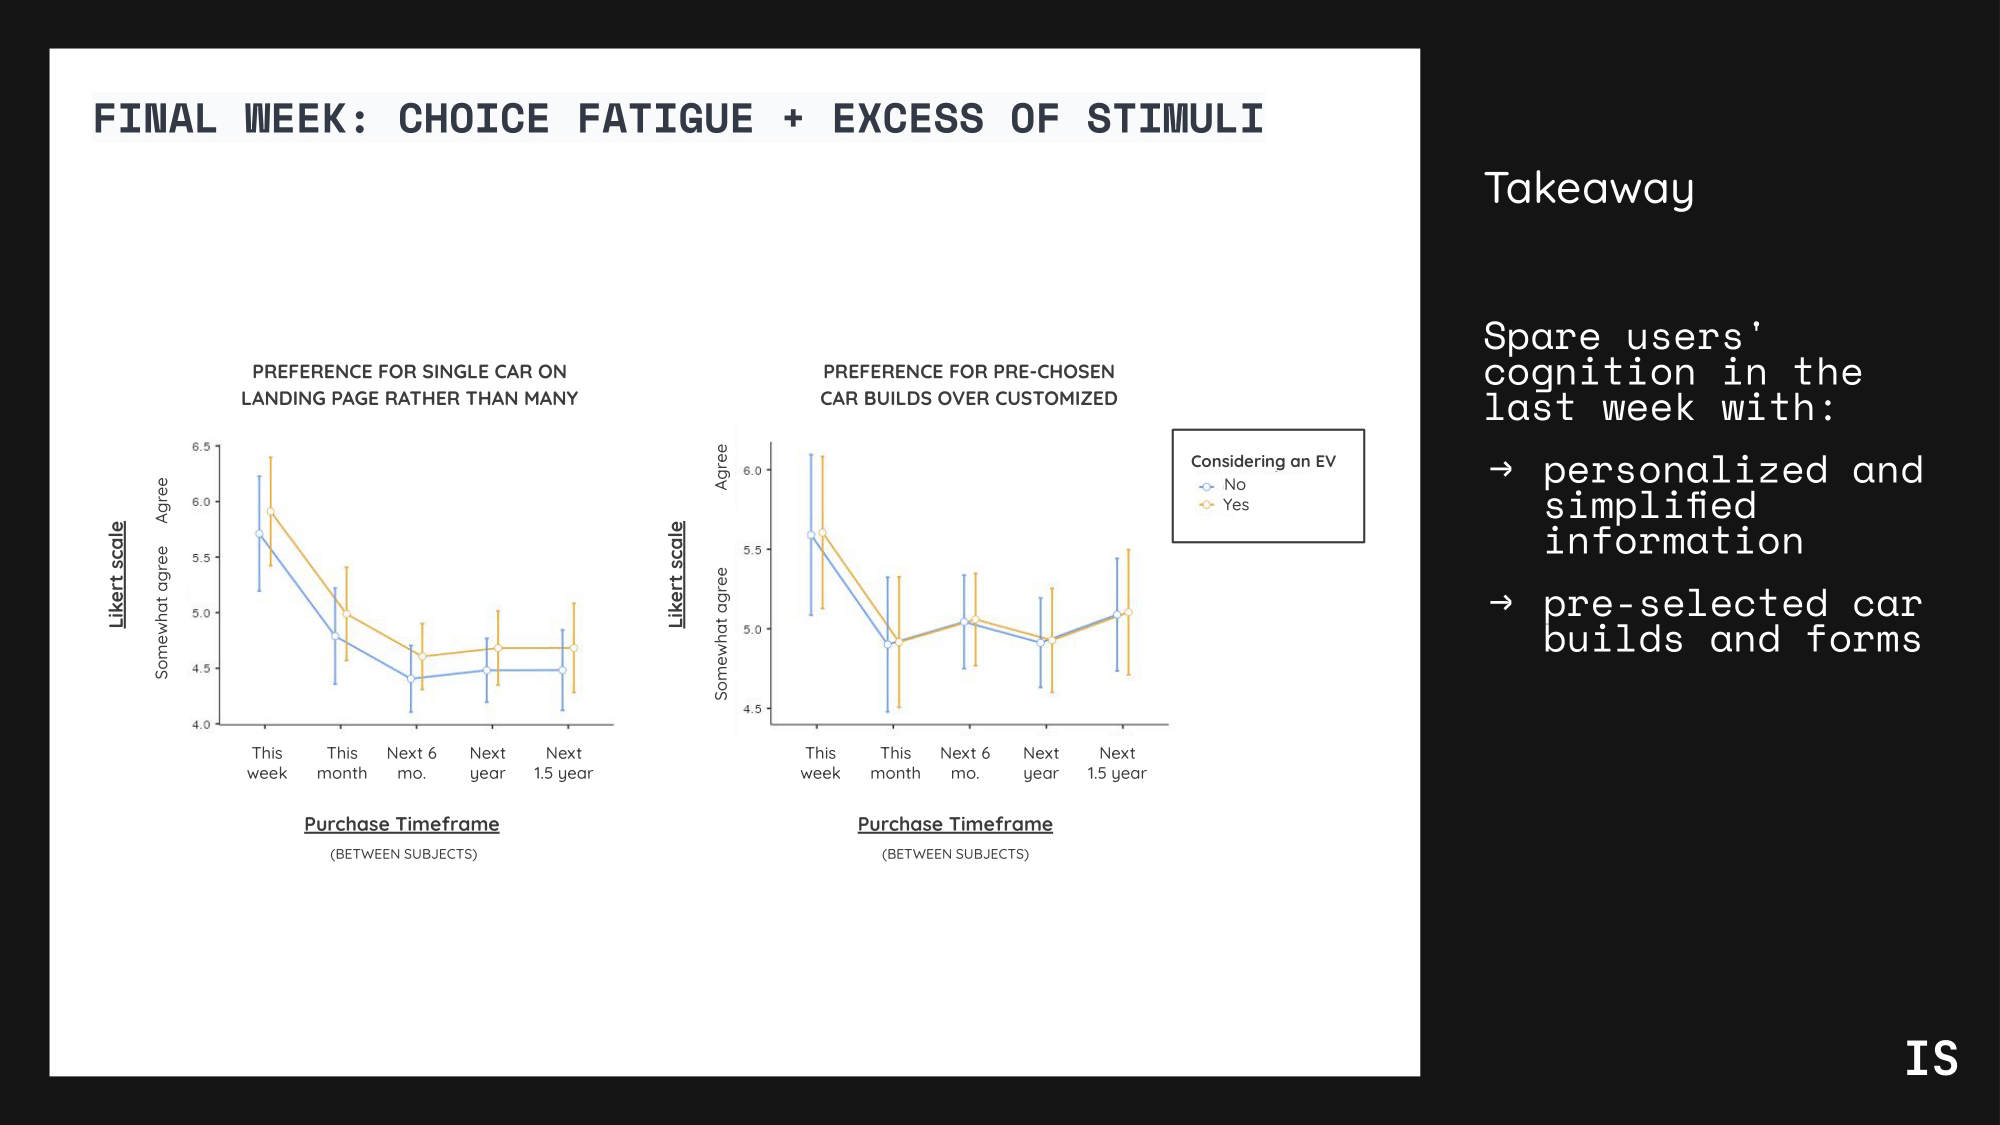 FINAL WEEK: CHOICE FATIGUE + EXCESS OF STIMULI
PREFERENCE FOR SINGLE CAR ON
LANDING PAGE RATHER THAN MANY
Likert scale
Somewhat agree
Agree
6.5
6.0
5.5
5.0
4.5
4.0
This
week
This
month
Next 6
mo.
Next
year
Next
1.5 year
Purchase Timeframe
(BETWEEN SUBJECTS)
PREFERENCE FOR PRE-CHOSEN
CAR BUILDS OVER CUSTOMIZED
Likert scale
Somewhat agree
Agree
6.0
5.5
5.0
4.5
This
week
This
month
Next 6
mo.
Next
year
Next
1.5 year
Purchase Timeframe
(BETWEEN SUBJECTS)
Considering an EV
No
Yes
Takeaway
Spare users'
cognition in the
last week with:
→ personalized and
simplified
information
→ pre-selected car
builds and forms
IS